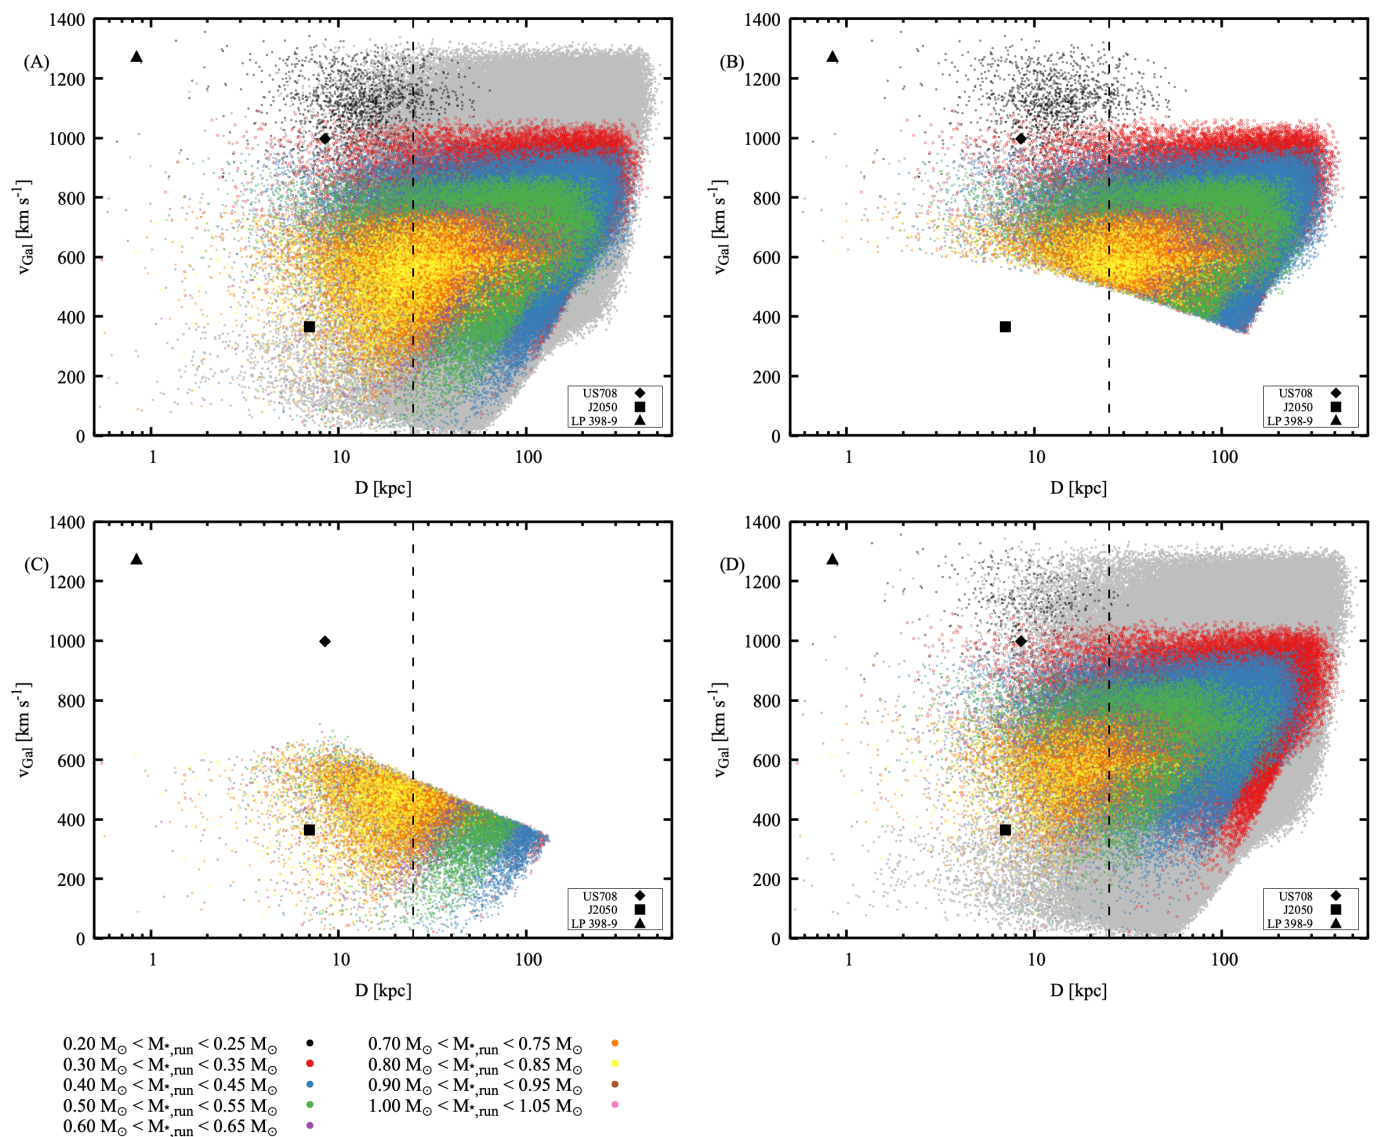 (A)
1400
1200
1000
800
600
400
200
0
v_Gal [km s^-1]
1 10 100
D [kpc]
US708
J2050
LP 398-9
(B)
1400
1200
1000
800
600
400
200
0
v_Gal [km s^-1]
1 10 100
D [kpc]
US708
J2050
LP 398-9
(C)
1400
1200
1000
800
600
400
200
0
v_Gal [km s^-1]
1 10 100
D [kpc]
US708
J2050
LP 398-9
(D)
1400
1200
1000
800
600
400
200
0
v_Gal [km s^-1]
1 10 100
D [kpc]
US708
J2050
LP 398-9
0.20 M⊙ < M⋆,run < 0.25 M⊙
0.30 M⊙ < M⋆,run < 0.35 M⊙
0.40 M⊙ < M⋆,run < 0.45 M⊙
0.50 M⊙ < M⋆,run < 0.55 M⊙
0.60 M⊙ < M⋆,run < 0.65 M⊙
0.70 M⊙ < M⋆,run < 0.75 M⊙
0.80 M⊙ < M⋆,run < 0.85 M⊙
0.90 M⊙ < M⋆,run < 0.95 M⊙
1.00 M⊙ < M⋆,run < 1.05 M⊙